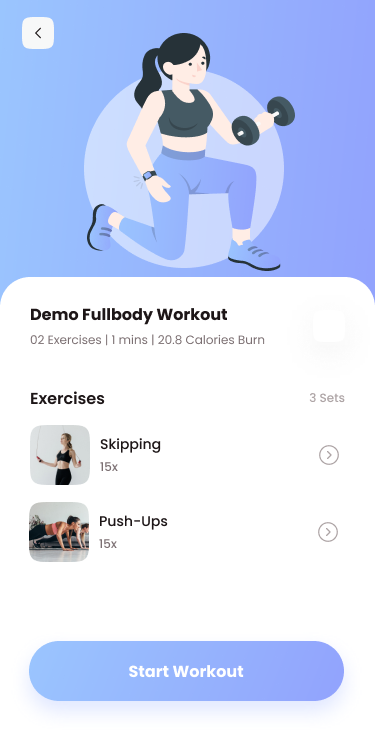 Demo Fullbody Workout
02 Exercises | 1 mins | 20.8 Calories Burn
Exercises
3 Sets
Skipping
15x
Push-Ups
15x
Start Workout